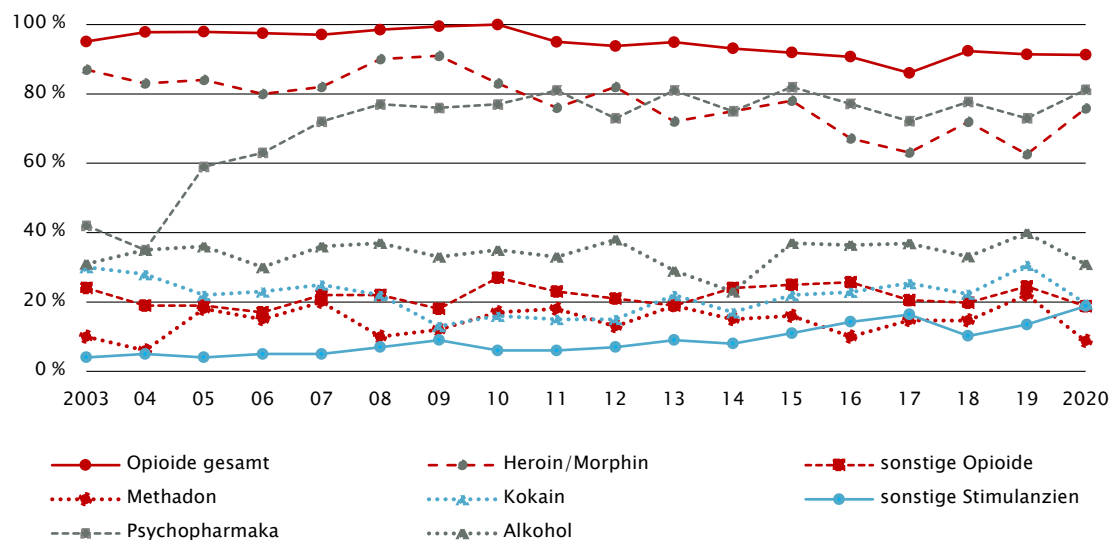 100 %
80 %
60 %
40 %
20 %
0 %
2003 04 05 06 07 08 09 10 11 12 13 14 15 16 17 18 19 2020
Opioide gesamt Heroin/Morphin sonstige Opioide
Methadon Kokain sonstige Stimulanzien
Psychopharmaka Alkohol